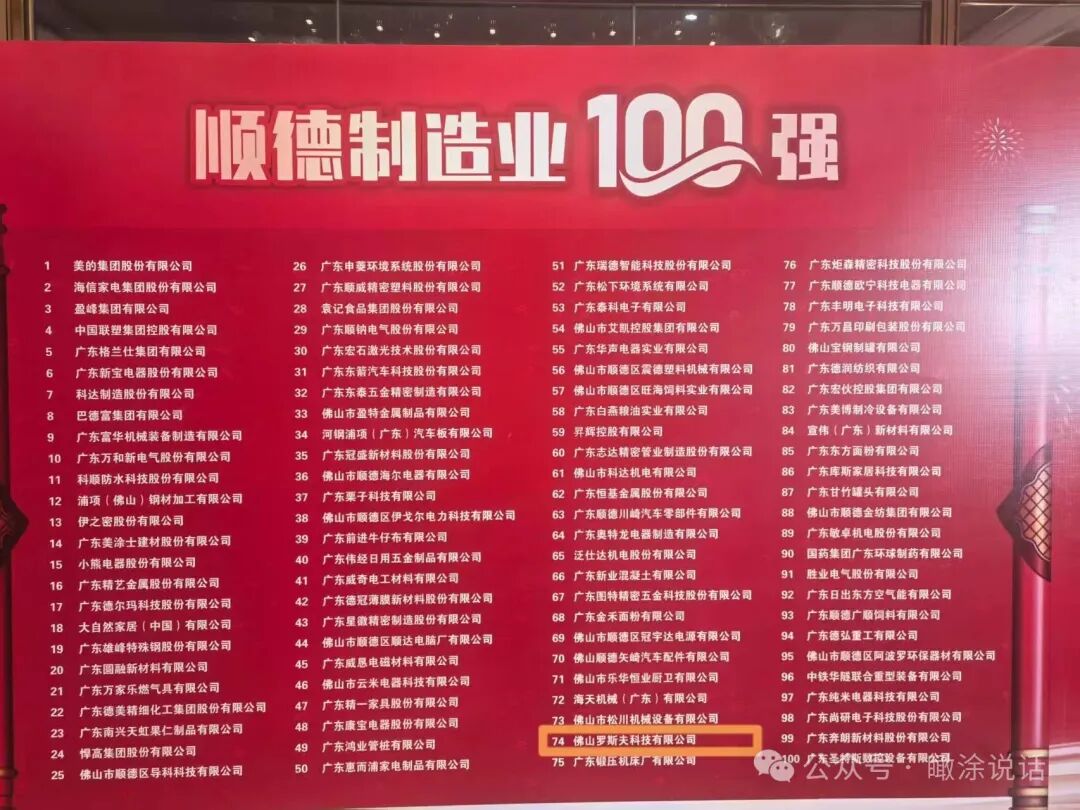 顺德制造业100强
1 美的集团股份有限公司
2 海信家电集团股份有限公司
3 盈峰集团有限公司
4 中国联塑集团控股有限公司
5 广东格兰仕集团有限公司
6 广东新宝电器股份有限公司
7 科达制造股份有限公司
8 巴德富集团有限公司
9 广东富华机械装备制造有限公司
10 广东万和新电气股份有限公司
11 科顺防水科技股份有限公司
12 浦项（佛山）钢材加工有限公司
13 伊之密股份有限公司
14 广东美涂士建材股份有限公司
15 小熊电器股份有限公司
16 广东精艺金属股份有限公司
17 广东德尔玛科技股份有限公司
18 大自然家居（中国）有限公司
19 广东雄峰特殊钢股份有限公司
20 广东圆融新材料有限公司
21 广东万家乐燃气具有限公司
22 广东德美精细化工集团股份有限公司
23 广东南兴天虹果仁制品有限公司
24 悍高集团股份有限公司
25 佛山市顺德区导科科技有限公司
26 广东申菱环境系统股份有限公司
27 广东顺威精密塑料股份有限公司
28 袁记食品集团股份有限公司
29 广东顺钠电气股份有限公司
30 广东宏石激光技术股份有限公司
31 广东东箭汽车科技股份有限公司
32 广东东泰五金精密制造有限公司
33 佛山市盈特金属制品有限公司
34 河钢浦项（广东）汽车板有限公司
35 广东冠盛新材料股份有限公司
36 佛山市顺德海尔电器有限公司
37 广东栗子科技有限公司
38 佛山市顺德区伊戈尔电力科技有限公司
39 广东前进牛仔布有限公司
40 广东伟经日用五金制品有限公司
41 广东威奇电工材料有限公司
42 广东德冠薄膜新材料股份有限公司
43 广东星徽精密制造股份有限公司
44 佛山市顺德区顺达电脑厂有限公司
45 广东威恳电磁材料有限公司
46 佛山市云米电器科技有限公司
47 广东精一家具股份有限公司
48 广东康宝电器股份有限公司
49 广东鸿业管桩有限公司
50 广东惠而浦家电制品有限公司
51 广东瑞德智能科技股份有限公司
52 广东松下环境系统有限公司
53 广东泰科电子有限公司
54 佛山市艾凯控股集团有限公司
55 广东华声电器实业有限公司
56 佛山市顺德区震德塑料机械有限公司
57 佛山市顺德区旺海饲料实业有限公司
58 广东白燕粮油实业有限公司
59 昇辉控股有限公司
60 广东志达精密管业制造股份有限公司
61 佛山市科达机电有限公司
62 广东恒基金属股份有限公司
63 广东顺德川崎汽车零部件有限公司
64 广东奥特龙电器制造有限公司
65 泛仕达机电股份有限公司
66 广东新业混凝土有限公司
67 广东图特精密五金科技股份有限公司
68 广东金禾面粉有限公司
69 佛山市顺德区冠宇达电源有限公司
70 佛山顺德矢崎汽车配件有限公司
71 佛山市乐华恒业厨卫有限公司
72 海天机械（广东）有限公司
73 佛山市松川机械设备有限公司
74 佛山罗斯夫科技有限公司
75 广东锻压机床厂有限公司
76 广东炬森精密科技股份有限公司
77 广东顺德欧宁科技电器有限公司
78 广东丰明电子科技有限公司
79 广东万昌印刷包装股份有限公司
80 佛山宝钢制罐有限公司
81 广东德润纺织有限公司
82 广东宏伙控股集团有限公司
83 广东美博制冷设备有限公司
84 宣伟（广东）新材料有限公司
85 广东东方面粉有限公司
86 广东库斯家居科技有限公司
87 广东甘竹罐头有限公司
88 佛山市顺德金纺集团有限公司
89 广东敏卓机电股份有限公司
90 国药集团广东环球制药有限公司
91 胜业电气股份有限公司
92 广东日出东方空气能有限公司
93 广东顺德广顺饲料有限公司
94 广东德弘重工有限公司
95 佛山市顺德区阿波罗环保器材有限公司
96 中铁华隧联合重型装备有限公司
97 广东纯米电器科技有限公司
98 广东尚研电子科技股份有限公司
99 广东奔朗新材料股份有限公司
100 广东圣特斯数控设备有限公司
公众号 · 瞰涂说话